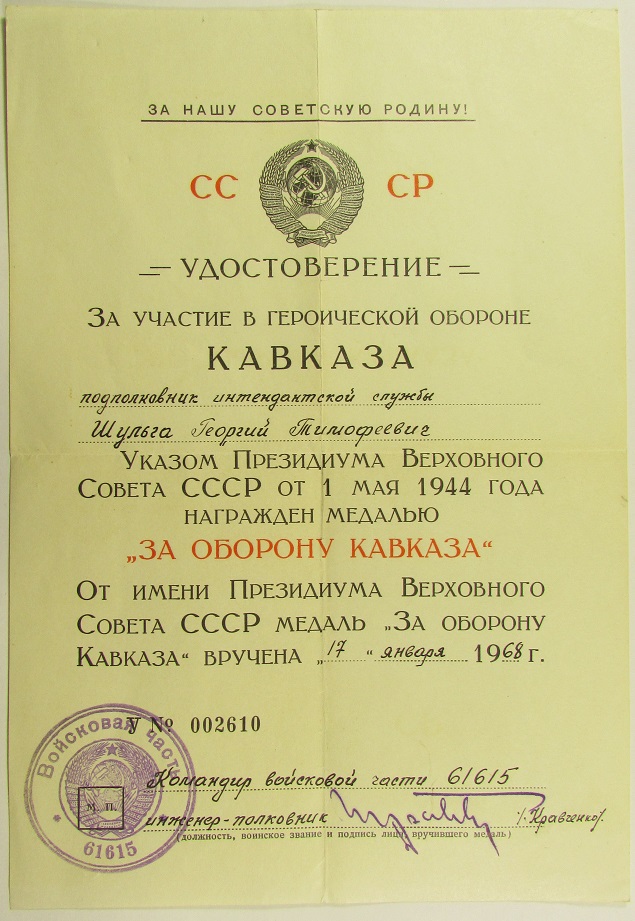 ЗА НАШУ СОВЕТСКУЮ РОДИНУ!
СС СР
УДОСТОВЕРЕНИЕ
ЗА УЧАСТИЕ В ГЕРОИЧЕСКОЙ ОБОРОНЕ
КАВКАЗА
подполковник интендантской службы
Шульга Георгий Тимофеевич
УКАЗОМ ПРЕЗИДИУМА ВЕРХОВНОГО
СОВЕТА СССР ОТ 1 МАЯ 1944 ГОДА
НАГРАЖДЕН МЕДАЛЬЮ
„ЗА ОБОРОНУ КАВКАЗА“
ОТ ИМЕНИ ПРЕЗИДИУМА ВЕРХОВНОГО
СОВЕТА СССР МЕДАЛЬ „ЗА ОБОРОНУ
КАВКАЗА“ ВРУЧЕНА „17“ января 1968 г.
У № 002610
Войсковая часть
М. П.
61615
Командир войсковой части 61615
инженер-полковник /Кравченко/
(должность, воинское звание и подпись лица, вручившего медаль)